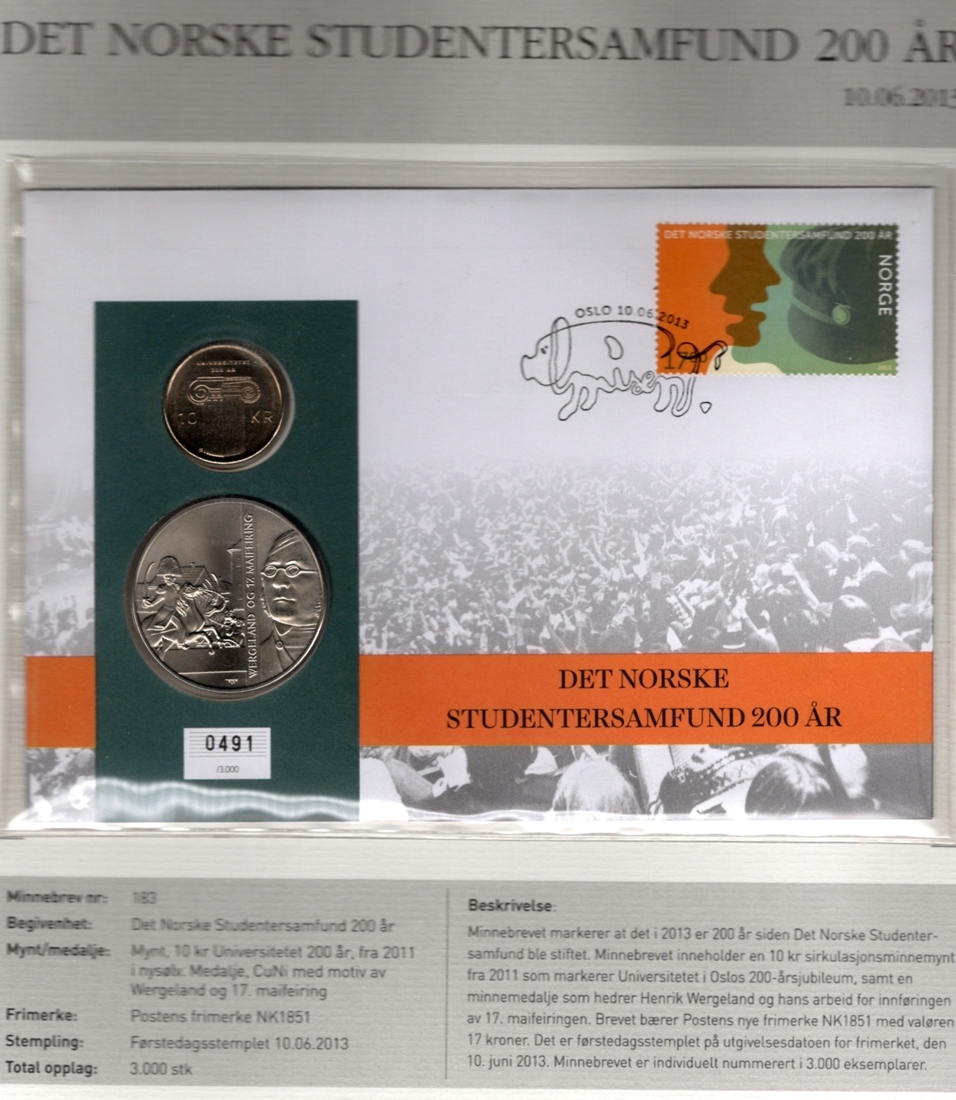 DET NORSKE STUDENTERSAMFUND 200 ÅR
10.06.2013
DET NORSKE STUDENTERSAMFUND 200 ÅR
NORGE
2013
OSLO 10 06 2013
UNIVERSITETET
200 ÅR
10 KR
WERGELAND OG 17. MAIFEIRING
0491
/3.000
DET NORSKE
STUDENTERSAMFUND 200 ÅR
Minnebrev nr: 183
Begivenhet: Det Norske Studentersamfund 200 år
Mynt/medalje: Mynt, 10 kr Universitetet 200 år, fra 2011
i nysølv. Medalje, CuNi med motiv av
Wergeland og 17. maifeiring
Frimerke: Postens frimerke NK1851
Stempling: Førstedagsstemplet 10.06.2013
Total opplag: 3.000 stk
Beskrivelse:
Minnebrevet markerer at det i 2013 er 200 år siden Det Norske Studenter-
samfund ble stiftet. Minnebrevet inneholder en 10 kr sirkulasjonsminnemynt
fra 2011 som markerer Universitetet i Oslos 200-årsjubileum, samt en
minnemedalje som hedrer Henrik Wergeland og hans arbeid for innføringen
av 17. maifeiringen. Brevet bærer Postens nye frimerke NK1851 med valøren
17 kroner. Det er førstedagsstemplet på utgivelsesdatoen for frimerket, den
10. juni 2013. Minnebrevet er individuelt nummerert i 3.000 eksemplarer.